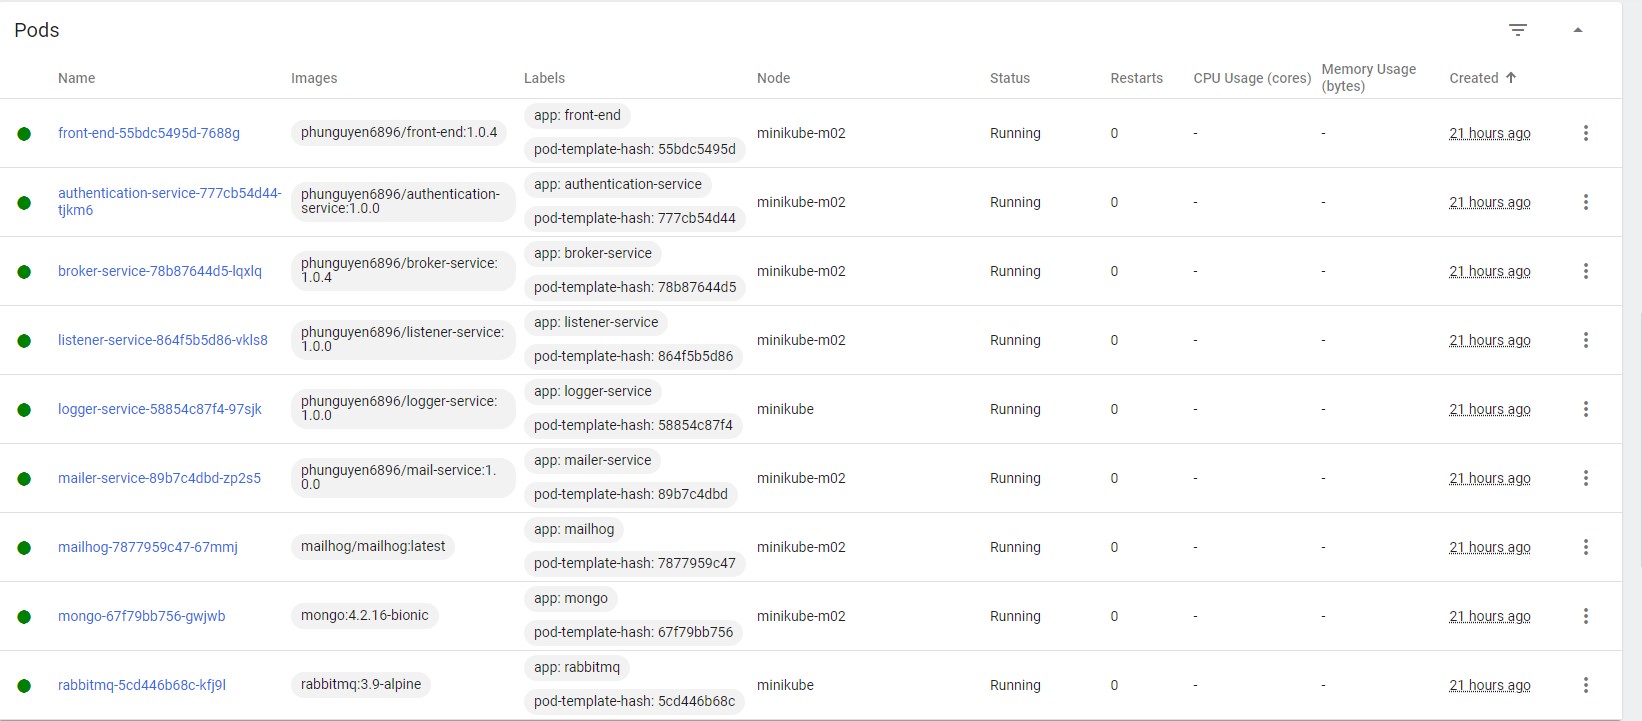 Pods
Name Images Labels Node Status Restarts CPU Usage (cores) Memory Usage (bytes) Created
front-end-55bdc5495d-7688g phunguyen6896/front-end:1.0.4 app: front-end minikube-m02 Running 0 - - 21 hours ago
pod-template-hash: 55bdc5495d
authentication-service-777cb54d44-tjkm6 phunguyen6896/authentication-service:1.0.0 app: authentication-service minikube-m02 Running 0 - - 21 hours ago
pod-template-hash: 777cb54d44
broker-service-78b87644d5-lqxlq phunguyen6896/broker-service:1.0.4 app: broker-service minikube-m02 Running 0 - - 21 hours ago
pod-template-hash: 78b87644d5
listener-service-864f5b5d86-vkls8 phunguyen6896/listener-service:1.0.0 app: listener-service minikube-m02 Running 0 - - 21 hours ago
pod-template-hash: 864f5b5d86
logger-service-58854c87f4-97sjk phunguyen6896/logger-service:1.0.0 app: logger-service minikube Running 0 - - 21 hours ago
pod-template-hash: 58854c87f4
mailer-service-89b7c4dbd-zp2s5 phunguyen6896/mail-service:1.0.0 app: mailer-service minikube-m02 Running 0 - - 21 hours ago
pod-template-hash: 89b7c4dbd
mailhog-7877959c47-67mmj mailhog/mailhog:latest app: mailhog minikube-m02 Running 0 - - 21 hours ago
pod-template-hash: 7877959c47
mongo-67f79bb756-gwjwb mongo:4.2.16-bionic app: mongo minikube-m02 Running 0 - - 21 hours ago
pod-template-hash: 67f79bb756
rabbitmq-5cd446b68c-kfj9l rabbitmq:3.9-alpine app: rabbitmq minikube Running 0 - - 21 hours ago
pod-template-hash: 5cd446b68c